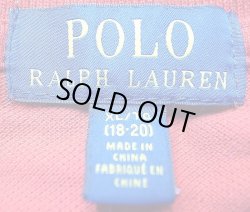 POLO
RALPH LAUREN
SOLD OUT
(18-20)
MADE IN
CHINA
FABRIQUÉ EN
CHINE